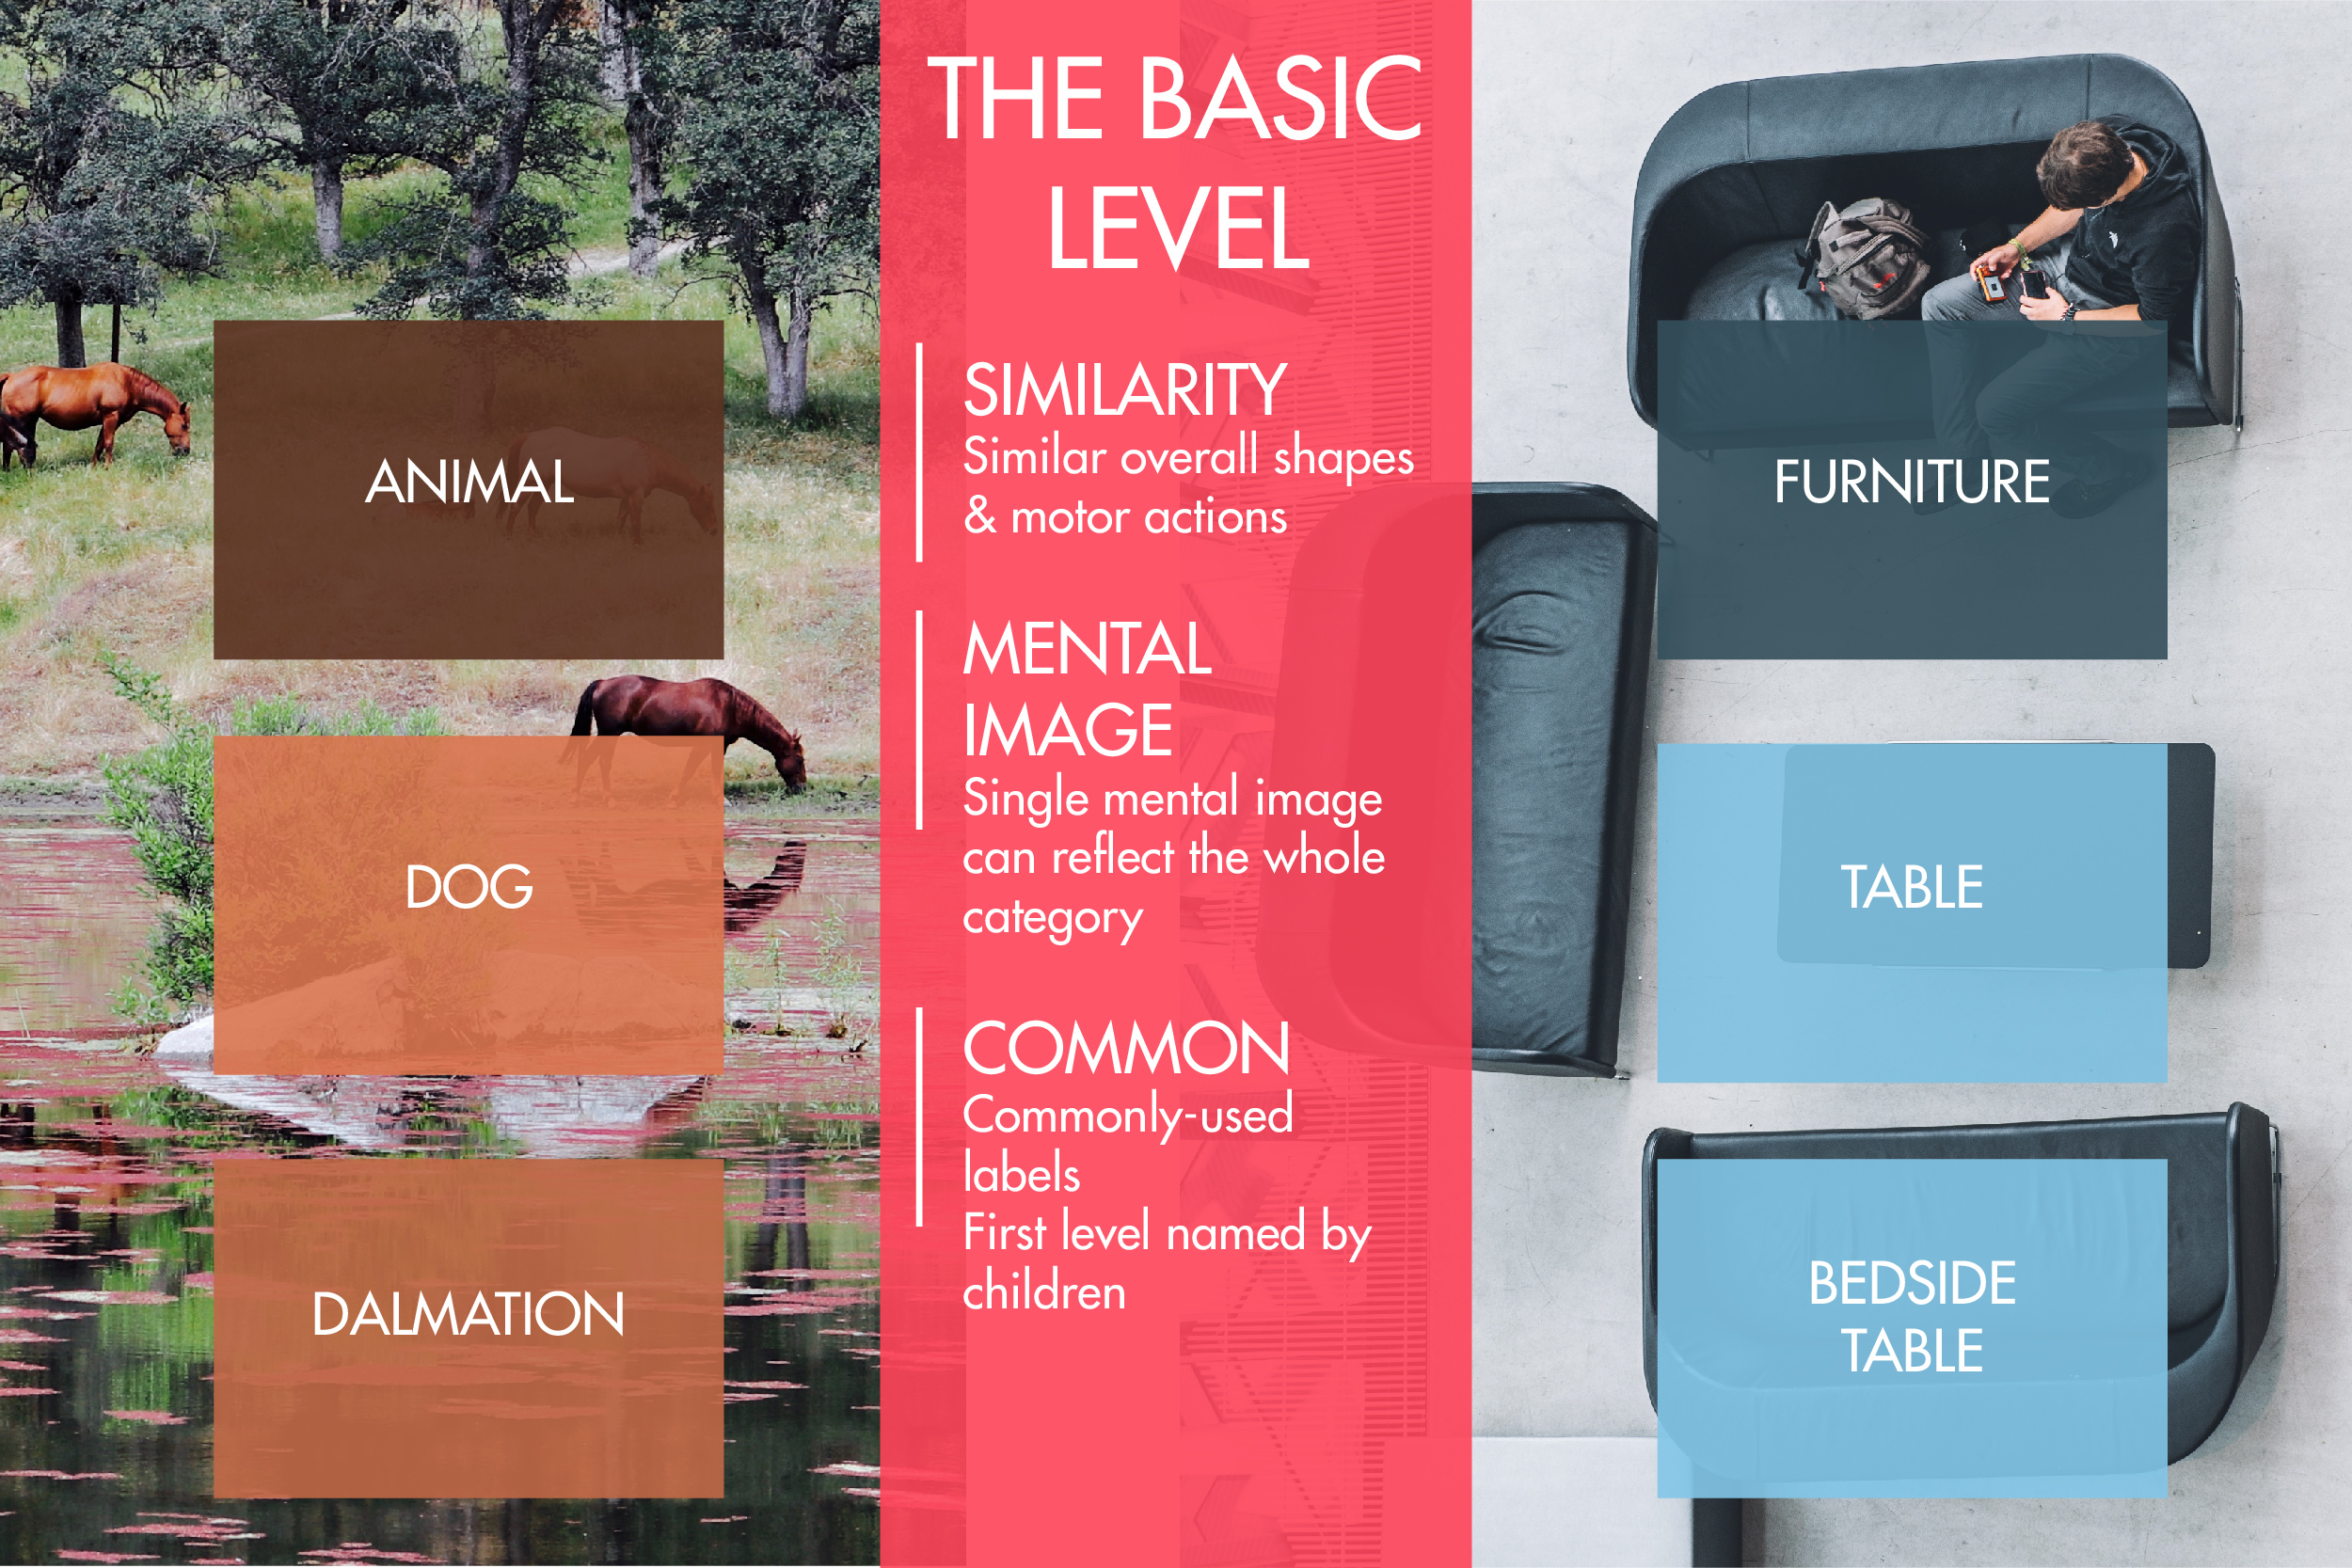 THE BASIC
LEVEL
ANIMAL
DOG
DALMATION
SIMILARITY
Similar overall shapes
& motor actions
MENTAL
IMAGE
Single mental image
can reflect the whole
category
COMMON
Commonly-used
labels
First level named by
children
FURNITURE
TABLE
BEDSIDE
TABLE